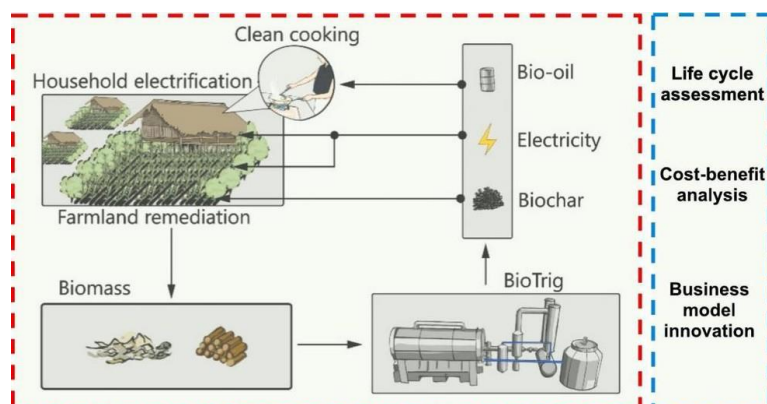 Clean cooking
Household electrification
Bio-oil
Electricity
Biochar
Farmland remediation
Biomass
BioTrig
Life cycle
assessment
Cost-benefit
analysis
Business
model
innovation